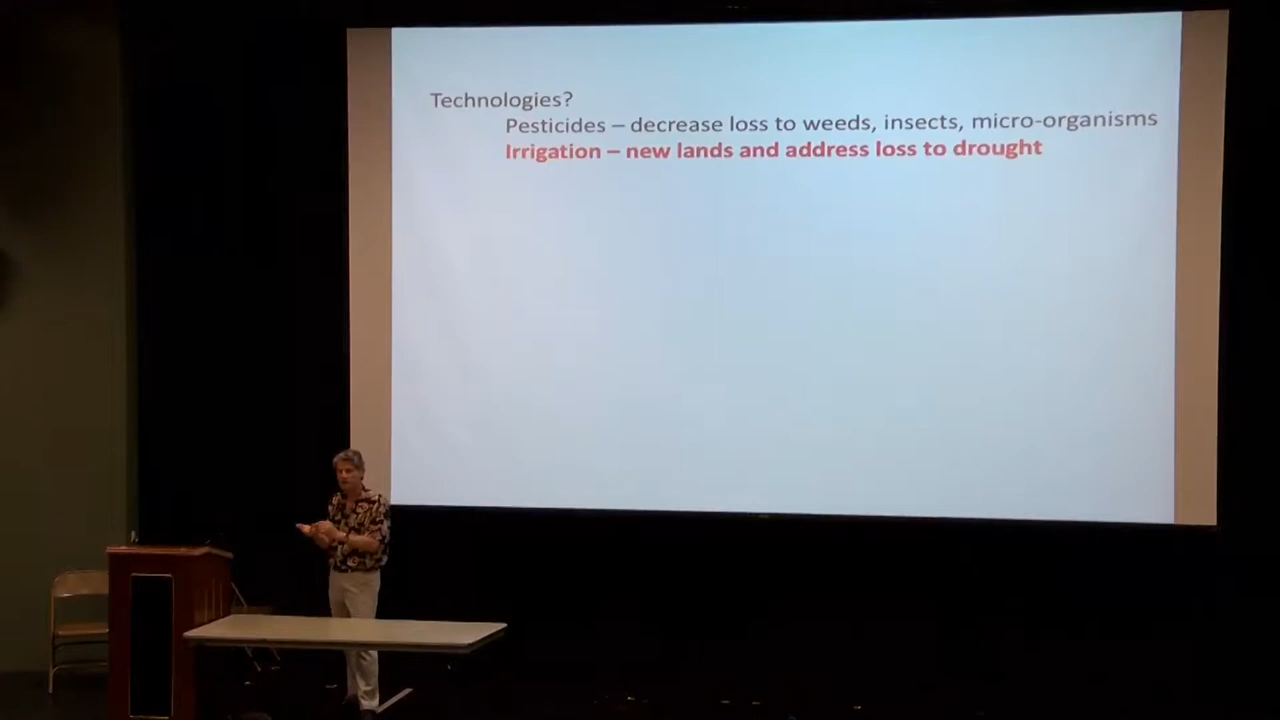 Technologies?
Pesticides – decrease loss to weeds, insects, micro-organisms
Irrigation – new lands and address loss to drought